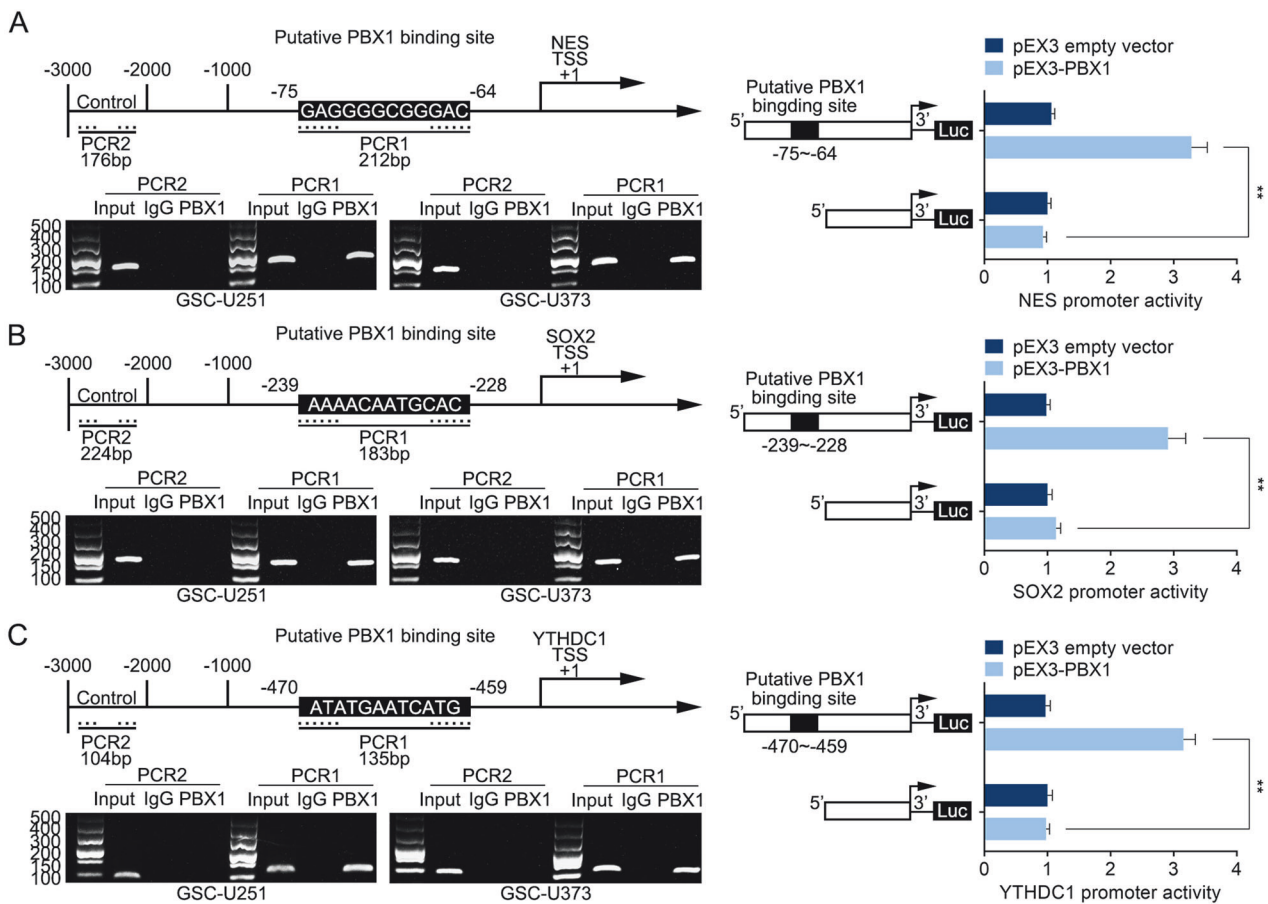 A
Putative PBX1 binding site
NES
TSS
+1
-3000 -2000 -1000
Control
-75 GAGGGGCGGGAC -64
PCR2
176bp
PCR1
212bp
PCR2 PCR1 PCR2 PCR1
Input IgG PBX1 Input IgG PBX1 Input IgG PBX1 Input IgG PBX1
500
400
300
200
150
100
GSC-U251 GSC-U373
Putative PBX1
bingding site
5’ 3’ Luc
-75~-64
5’ 3’ Luc
pEX3 empty vector
pEX3-PBX1
**
0 1 2 3 4
NES promoter activity
B
Putative PBX1 binding site
SOX2
TSS
+1
-3000 -2000 -1000
Control
-239 AAAACAATGCAC -228
PCR2
224bp
PCR1
183bp
PCR2 PCR1 PCR2 PCR1
Input IgG PBX1 Input IgG PBX1 Input IgG PBX1 Input IgG PBX1
500
400
300
200
150
100
GSC-U251 GSC-U373
Putative PBX1
bingding site
5’ 3’ Luc
-239~-228
5’ 3’ Luc
pEX3 empty vector
pEX3-PBX1
**
0 1 2 3 4
SOX2 promoter activity
C
Putative PBX1 binding site
YTHDC1
TSS
+1
-3000 -2000 -1000
Control
-470 ATATGAATCATG -459
PCR2
104bp
PCR1
135bp
PCR2 PCR1 PCR2 PCR1
Input IgG PBX1 Input IgG PBX1 Input IgG PBX1 Input IgG PBX1
500
400
300
200
150
100
GSC-U251 GSC-U373
Putative PBX1
bingding site
5’ 3’ Luc
-470~-459
5’ 3’ Luc
pEX3 empty vector
pEX3-PBX1
**
0 1 2 3 4
YTHDC1 promoter activity